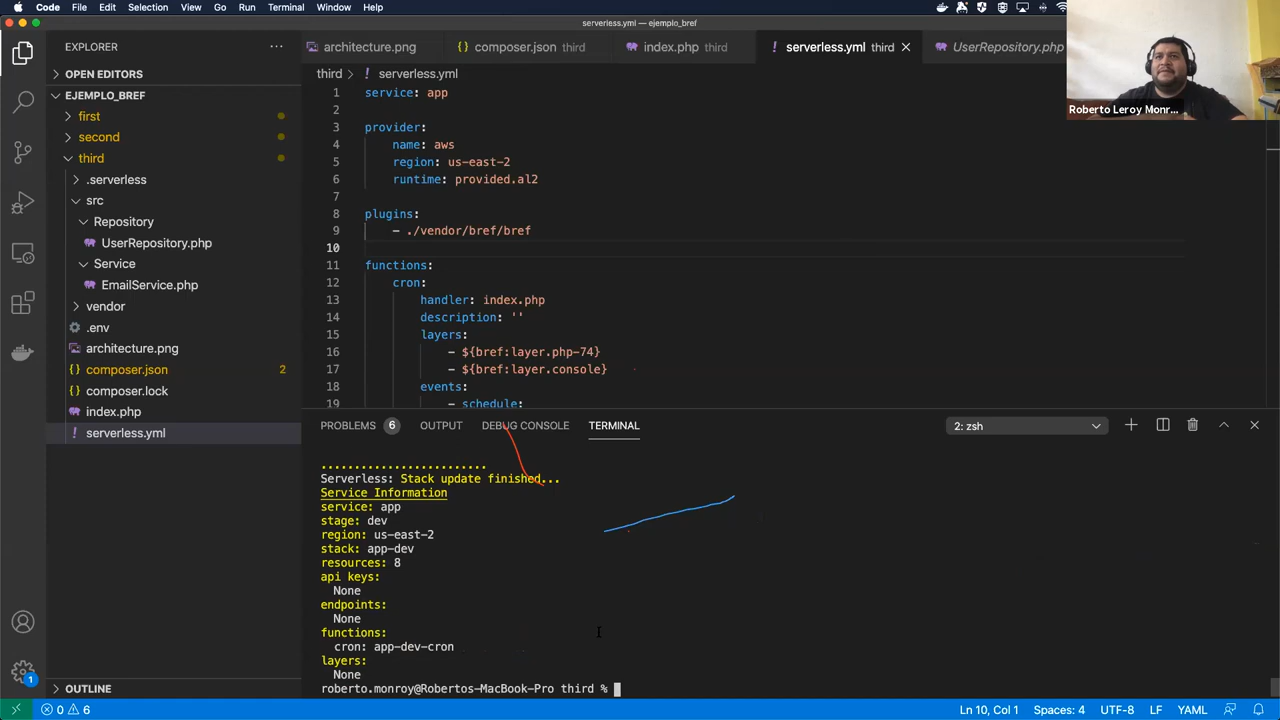 Code File Edit Selection View Go Run Terminal Window Help
serverless.yml — ejemplo_bref
EXPLORER
OPEN EDITORS
EJEMPLO_BREF
first
second
third
.serverless
src
Repository
UserRepository.php
Service
EmailService.php
vendor
.env
architecture.png
composer.json 2
composer.lock
index.php
serverless.yml
OUTLINE
1
architecture.png composer.json third index.php third serverless.yml third UserRepository.php
third serverless.yml
1 service: app
2
3 provider:
4 name: aws
5 region: us-east-2
6 runtime: provided.al2
7
8 plugins:
9 - ./vendor/bref/bref
10
11 functions:
12 cron:
13 handler: index.php
14 description: ''
15 layers:
16 - ${bref:layer.php-74}
17 - ${bref:layer.console}
18 events:
19 - schedule:
Roberto Leroy Monr...
PROBLEMS 6 OUTPUT DEBUG CONSOLE TERMINAL 2: zsh
.........................
Serverless: Stack update finished...
Service Information
service: app
stage: dev
region: us-east-2
stack: app-dev
resources: 8
api keys:
None
endpoints:
None
functions:
cron: app-dev-cron
layers:
None
roberto.monroy@Robertos-MacBook-Pro third %
0 6 Ln 10, Col 1 Spaces: 4 UTF-8 LF YAML